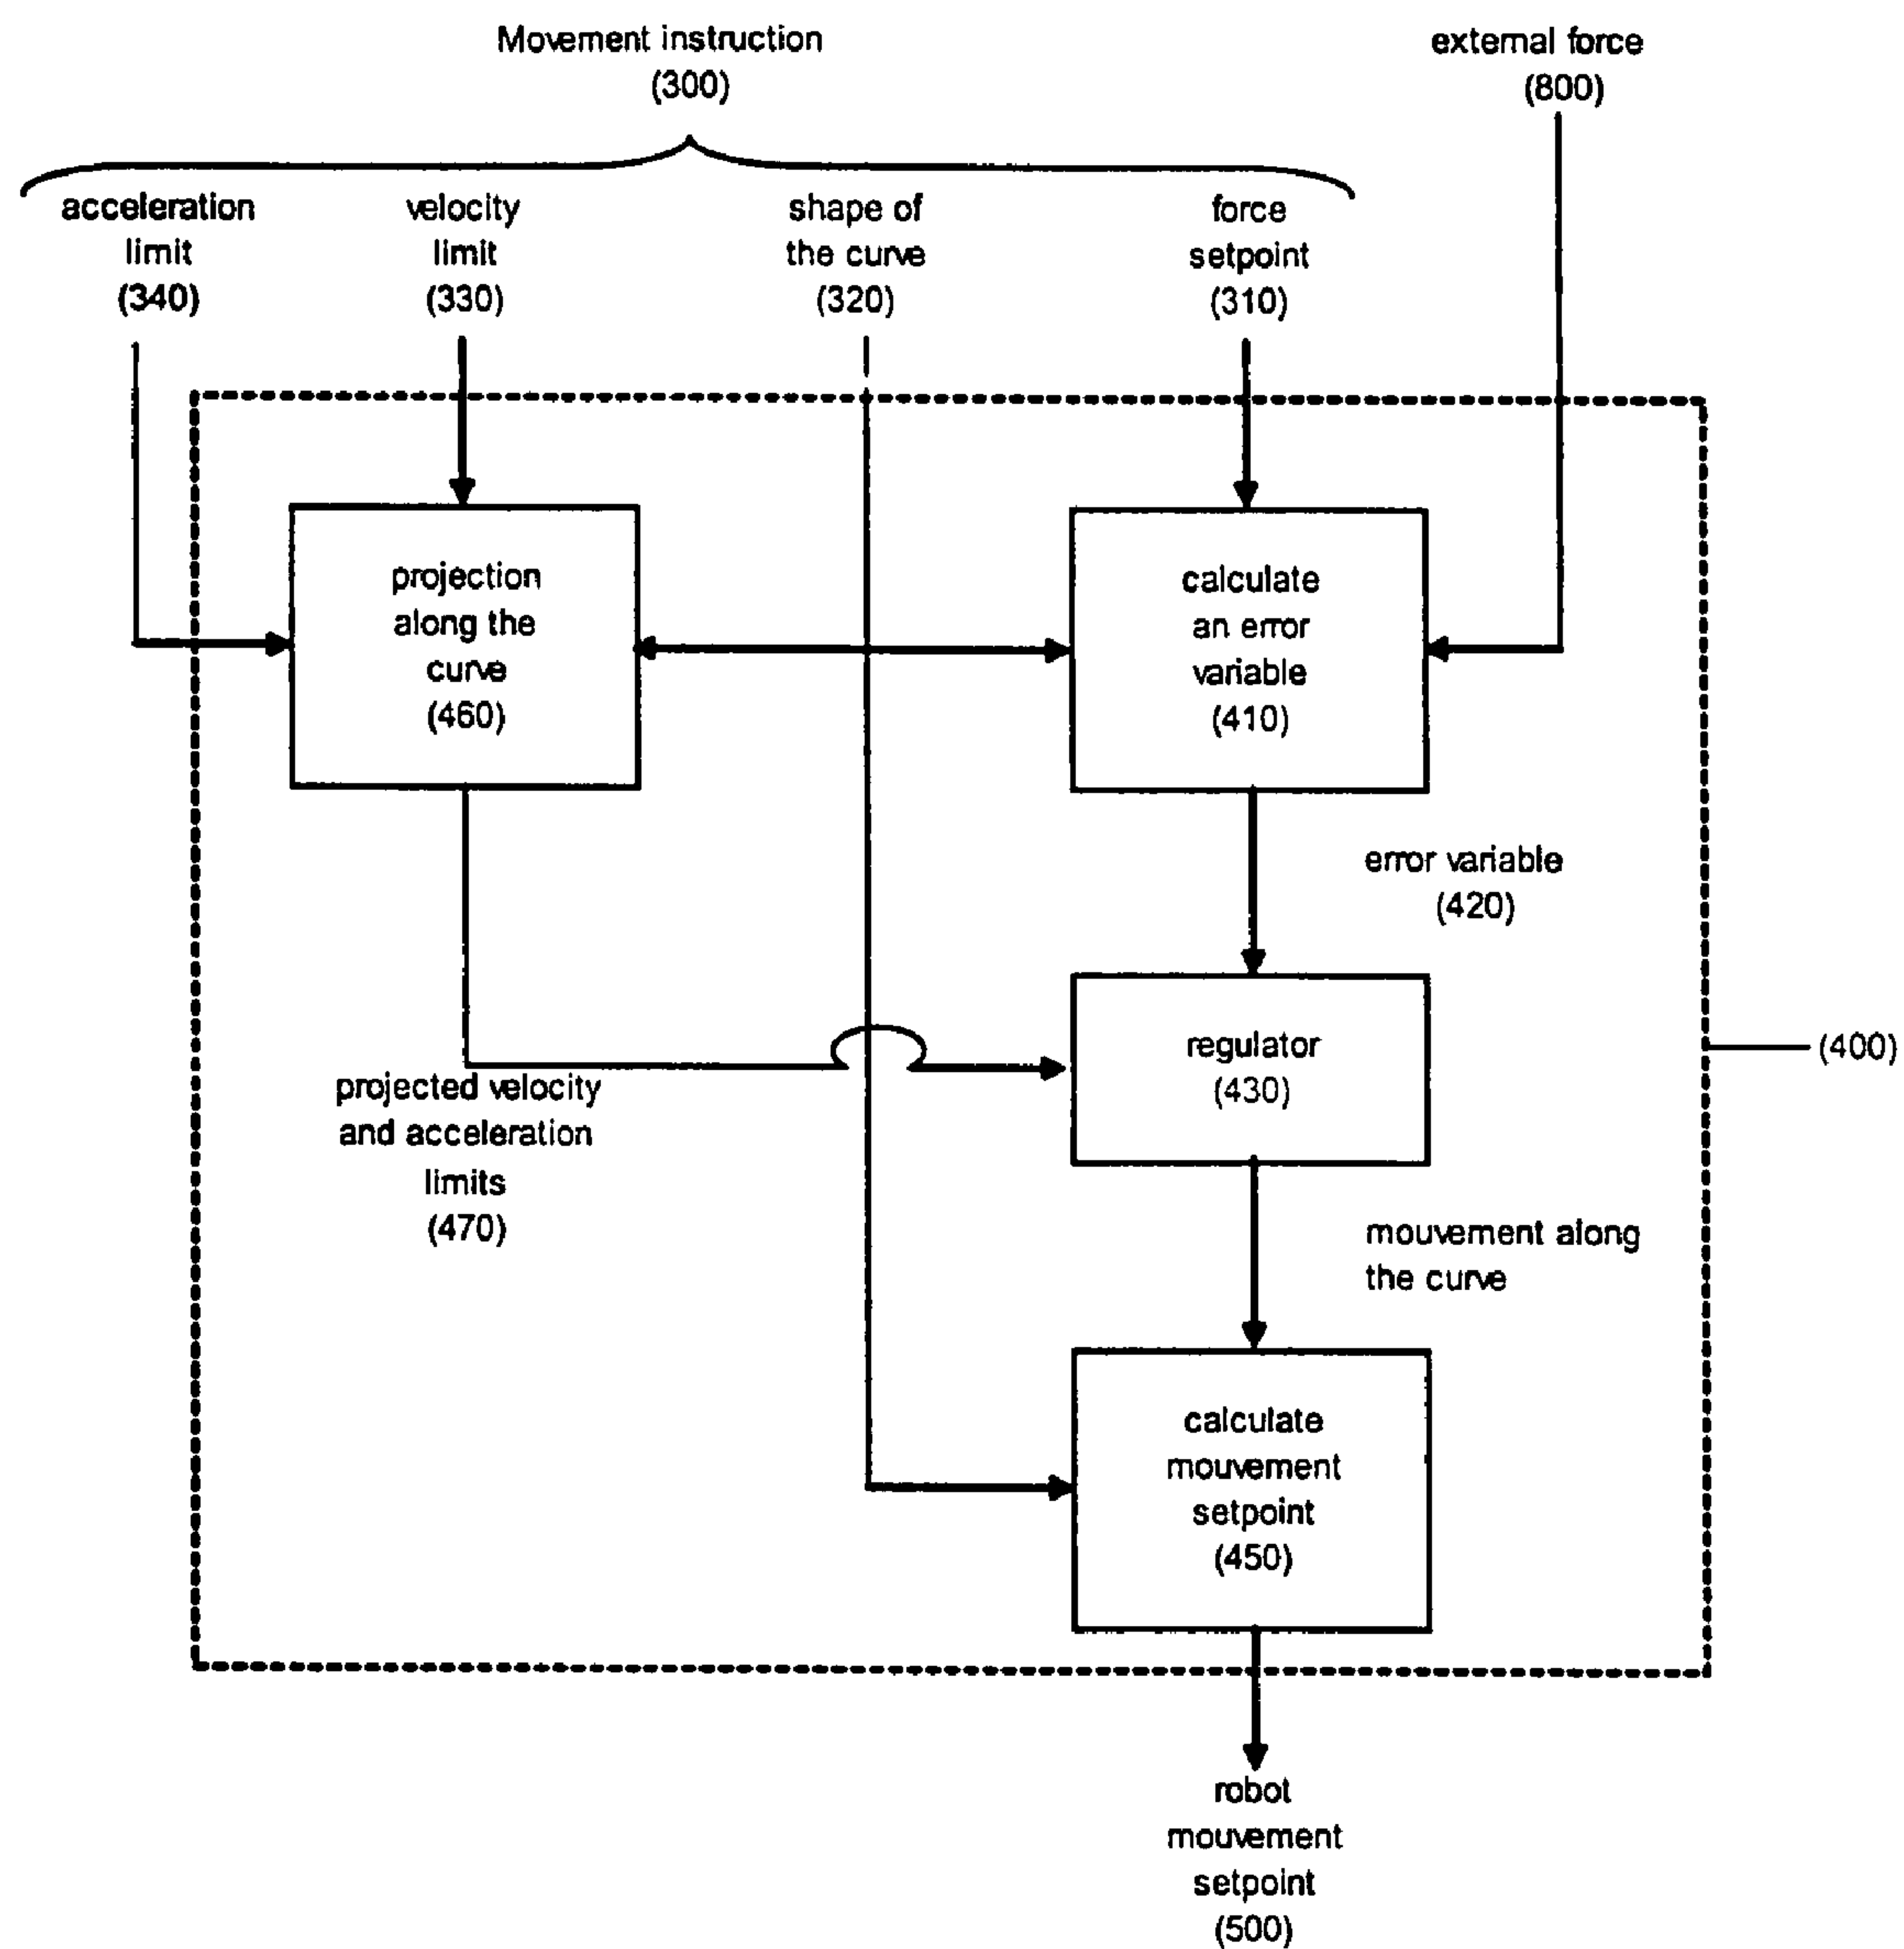 Movement instruction
(300)
external force
(800)
acceleration
limit
(340)
velocity
limit
(330)
shape of
the curve
(320)
force
setpoint
(310)
projection
along the
curve
(460)
calculate
an error
variable
(410)
error variable
(420)
regulator
(430)
(400)
projected velocity
and acceleration
limits
(470)
mouvement along
the curve
calculate
mouvement
setpoint
(450)
robot
mouvement
setpoint
(500)